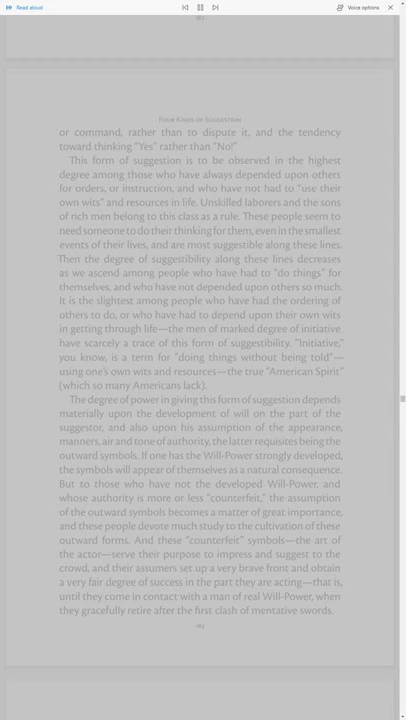 Read aloud
Voice options
FOUR KINDS OF SUGGESTION
or command, rather than to dispute it, and the tendency
toward thinking "Yes" rather than "No!"
This form of suggestion is to be observed in the highest
degree among those who have always depended upon others
for orders, or instruction, and who have not had to "use their
own wits" and resources in life. Unskilled laborers and the sons
of rich men belong to this class as a rule. These people seem to
need someone to do their thinking for them, even in the smallest
events of their lives, and are most suggestible along these lines.
Then the degree of suggestibility along these lines decreases
as we ascend among people who have had to "do things" for
themselves, and who have not depended upon others so much.
It is the slightest among people who have had the ordering of
others to do, or who have had to depend upon their own wits
in getting through life—the men of marked degree of initiative
have scarcely a trace of this form of suggestibility. "Initiative,"
you know, is a term for "doing things without being told"—
using one's own wits and resources—the true "American Spirit"
(which so many Americans lack).
The degree of power in giving this form of suggestion depends
materially upon the development of will on the part of the
suggestor, and also upon his assumption of the appearance,
manners, air and tone of authority, the latter requisites being the
outward symbols. If one has the Will-Power strongly developed,
the symbols will appear of themselves as a natural consequence.
But to those who have not the developed Will-Power, and
whose authority is more or less "counterfeit," the assumption
of the outward symbols becomes a matter of great importance,
and these people devote much study to the cultivation of these
outward forms. And these "counterfeit" symbols—the art of
the actor—serve their purpose to impress and suggest to the
crowd, and their assumers set up a very brave front and obtain
a very fair degree of success in the part they are acting—that is,
until they come in contact with a man of real Will-Power, when
they gracefully retire after the first clash of mentative swords.